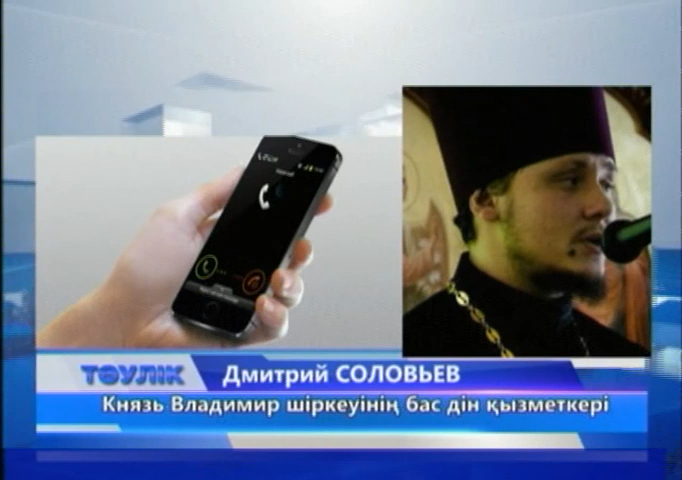 ТӘУЛІК
Дмитрий СОЛОВЬЕВ
Князь Владимир шіркеуінің бас дін қызметкері